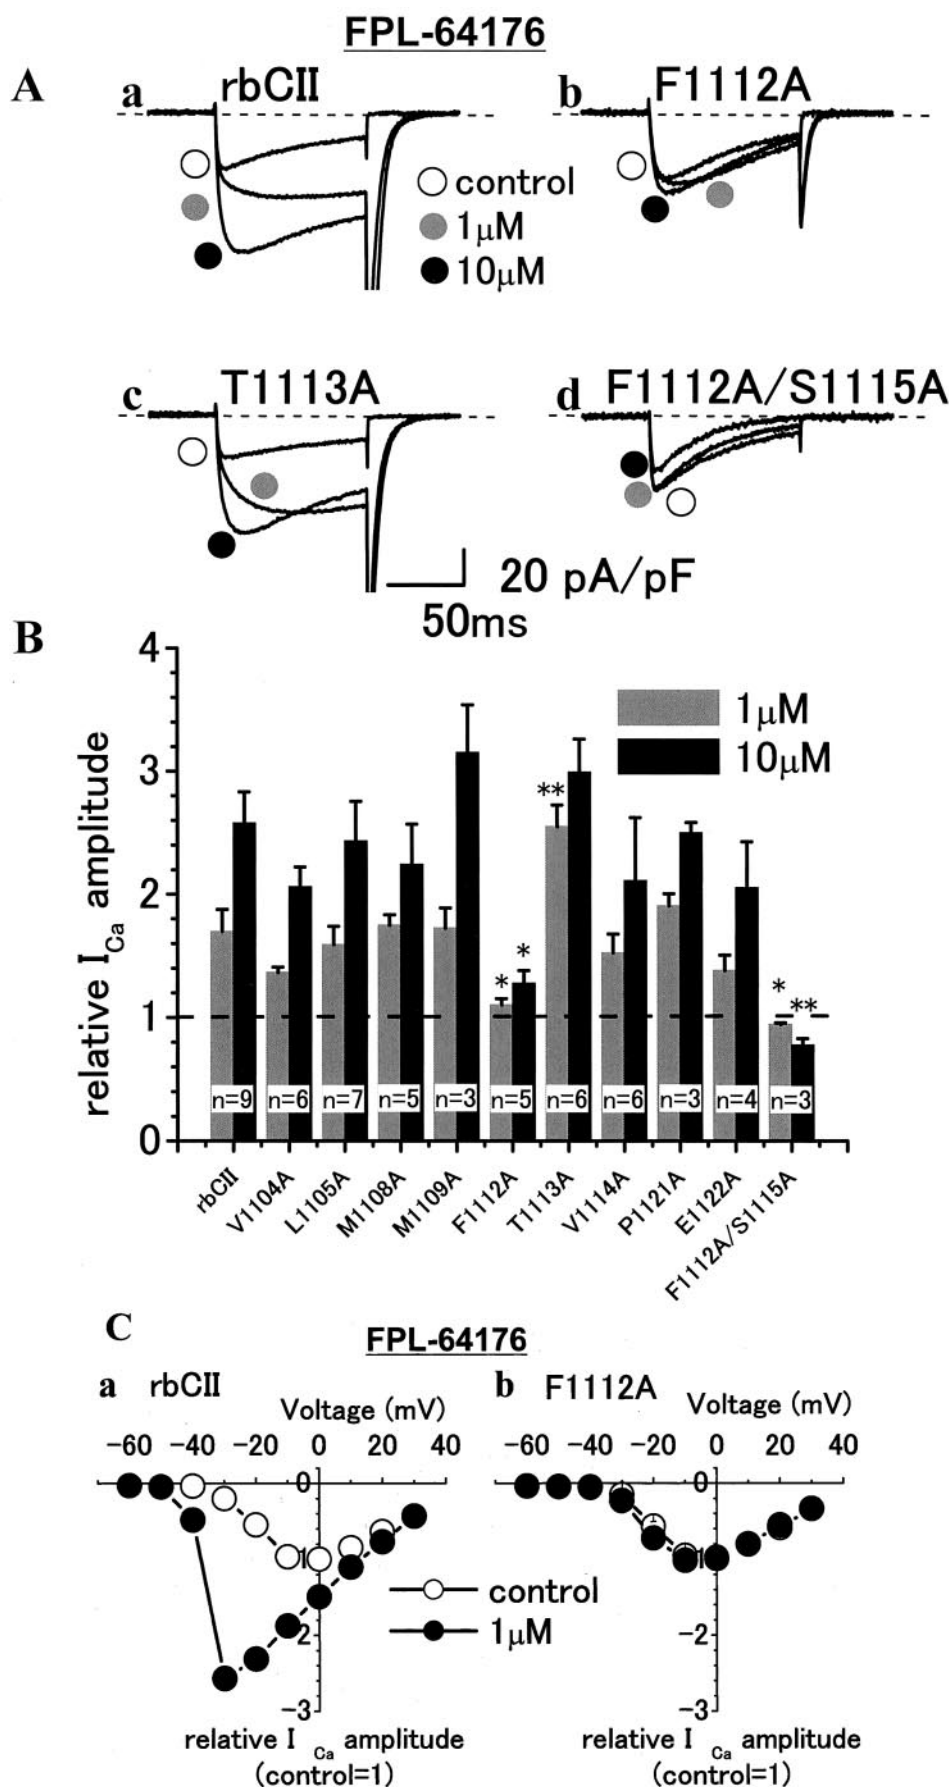 FPL-64176
A
a rbCII
b F1112A
control
1μM
10μM
c T1113A
d F1112A/S1115A
20 pA/pF
50ms
B
4
3
2
1
0
relative I Ca amplitude
1μM
10μM
** * * * **
n=9 n=6 n=7 n=5 n=3 n=5 n=6 n=6 n=3 n=4 n=3
rbCII V1104A L1105A M1108A M1109A F1112A T1113A V1114A P1121A E1122A F1112A/S1115A
C
FPL-64176
a rbCII
Voltage (mV)
-60 -40 -20 0 20 40
0
1
-2
-3
relative I Ca amplitude
(control=1)
control
1μM
b F1112A
Voltage (mV)
-60 -40 -20 0 20 40
0
1
-2
-3
relative I Ca amplitude
(control=1)